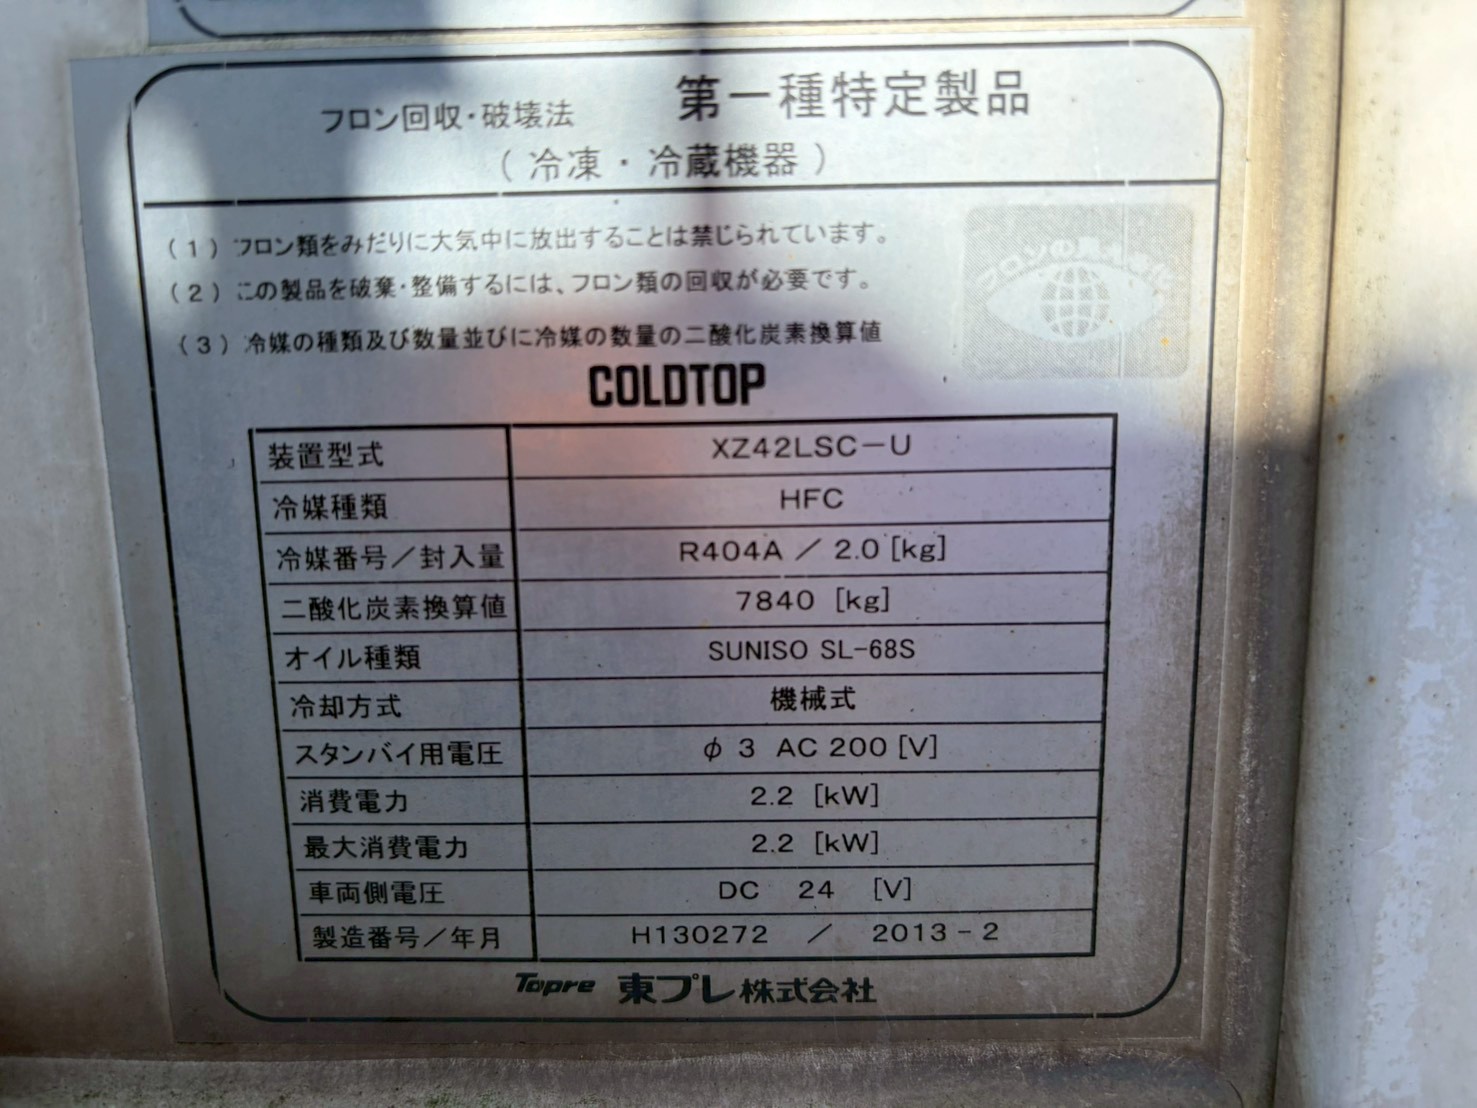 フロン回収・破壊法 第一種特定製品
（ 冷凍・冷蔵機器 ）
（１）フロン類をみだりに大気中に放出することは禁じられています。
（２）この製品を破棄・整備するには、フロン類の回収が必要です。
（３）冷媒の種類及び数量並びに冷媒の数量の二酸化炭素換算値
フロンの見える化
COLDTOP
装置型式 XZ42LSC－U
冷媒種類 HFC
冷媒番号／封入量 R404A ／ 2.0 [kg]
二酸化炭素換算値 7840 [kg]
オイル種類 SUNISO SL-68S
冷却方式 機械式
スタンバイ用電圧 φ 3 AC 200 [V]
消費電力 2.2 [kW]
最大消費電力 2.2 [kW]
車両側電圧 DC 24 [V]
製造番号／年月 H130272 ／ 2013 - 2
Topre 東プレ株式会社